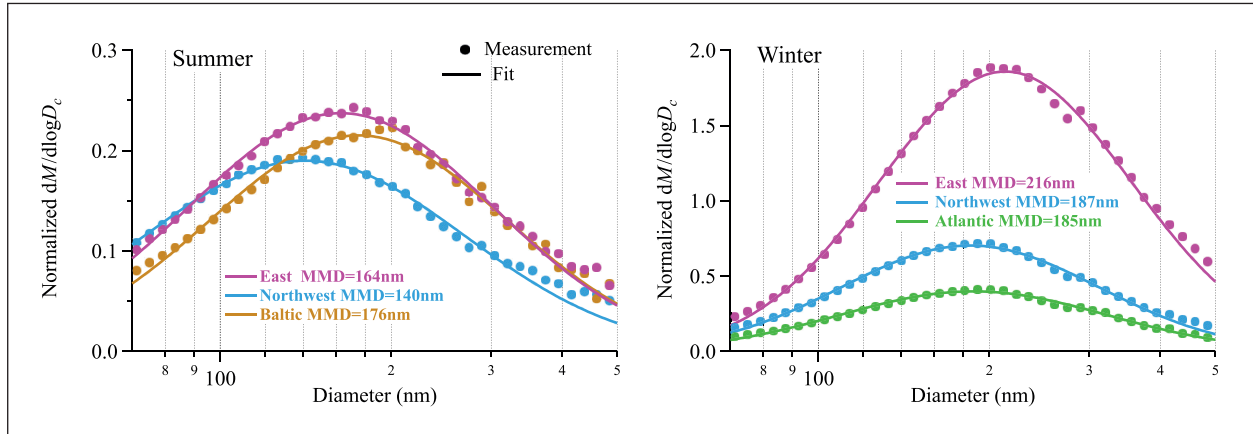 Summer
Measurement
Fit
0.3
0.2
0.1
0.0
Normalized dM/dlogD_c
East MMD=164nm
Northwest MMD=140nm
Baltic MMD=176nm
8 9 100 2 3 4 5
Diameter (nm)
Winter
2.0
1.5
1.0
0.5
0.0
Normalized dM/dlogD_c
East MMD=216nm
Northwest MMD=187nm
Atlantic MMD=185nm
8 9 100 2 3 4 5
Diameter (nm)